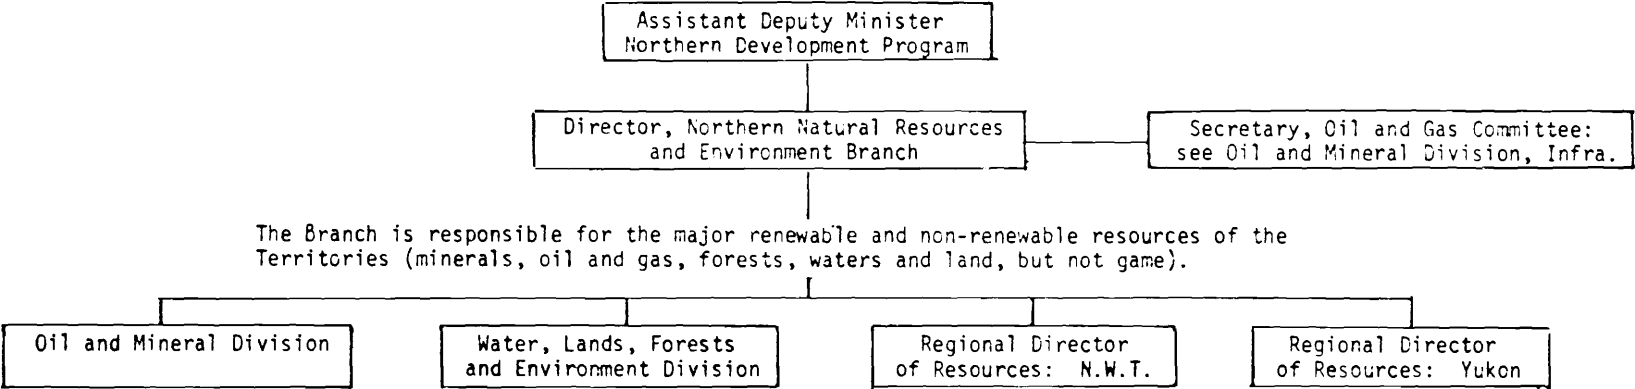 Assistant Deputy Minister
Northern Development Program
Director, Northern Natural Resources
and Environment Branch
Secretary, Oil and Gas Committee:
see Oil and Mineral Division, Infra.
The Branch is responsible for the major renewable and non-renewable resources of the
Territories (minerals, oil and gas, forests, waters and land, but not game).
Oil and Mineral Division
Water, Lands, Forests
and Environment Division
Regional Director
of Resources: N.W.T.
Regional Director
of Resources: Yukon